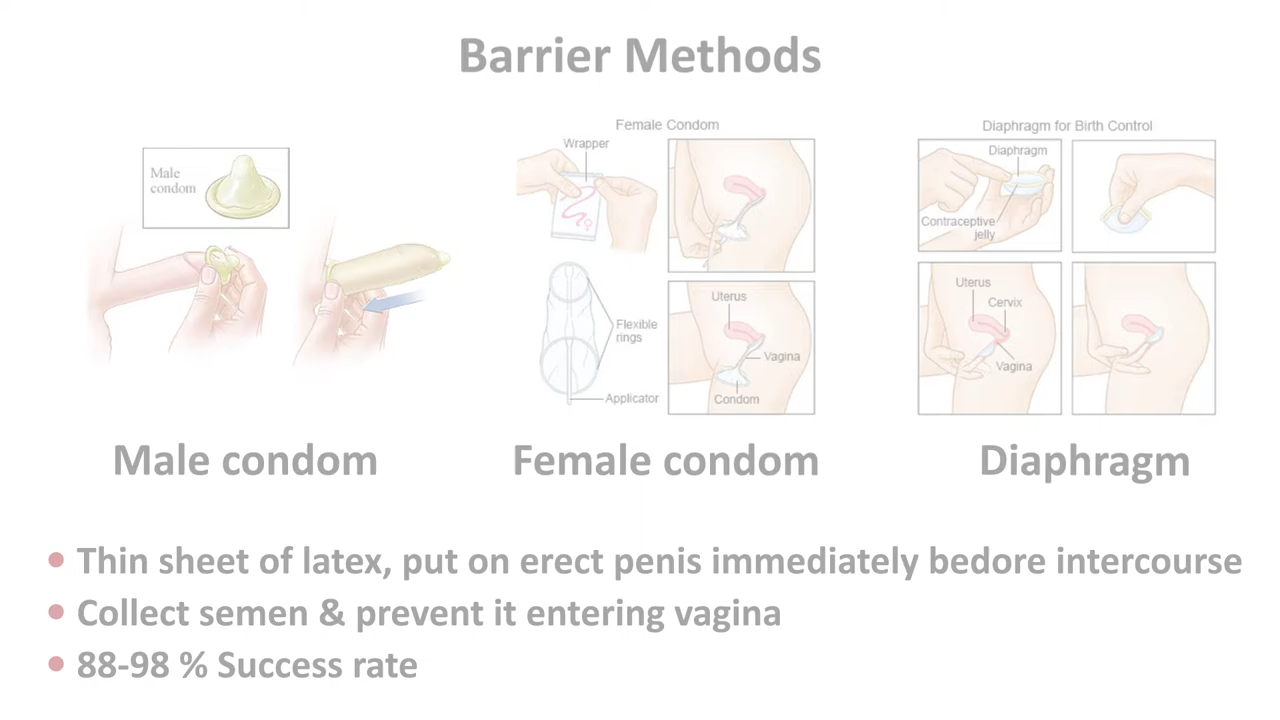 Barrier Methods
Male
condom
Female Condom
Wrapper
Flexible
rings
Applicator
Uterus
Vagina
Condom
Diaphragm for Birth Control
Diaphragm
Contraceptive
jelly
Uterus
Cervix
Vagina
Male condom
Female condom
Diaphragm
• Thin sheet of latex, put on erect penis immediately bedore intercourse
• Collect semen & prevent it entering vagina
• 88-98 % Success rate